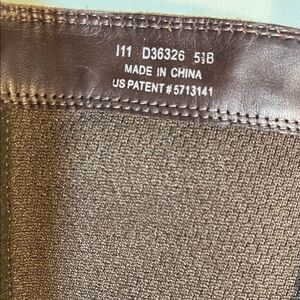 I11 D36326 5½B
MADE IN CHINA
US PATENT # 5713141